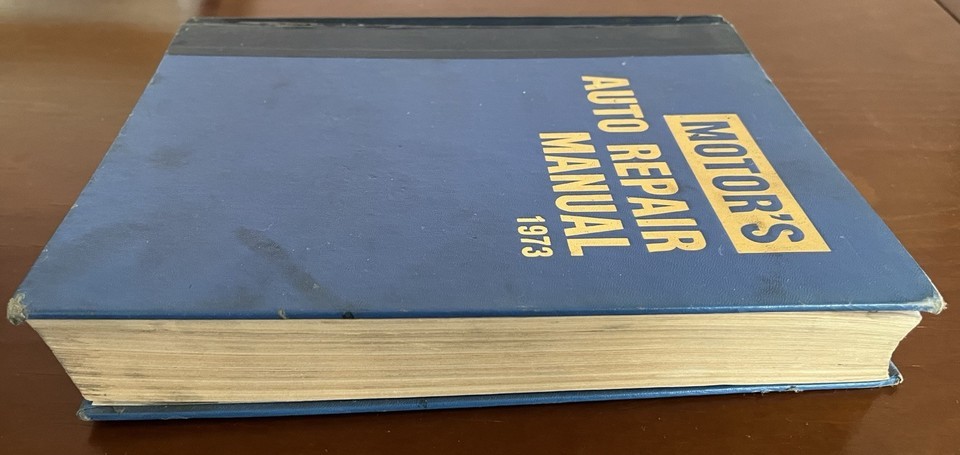 MOTOR'S
AUTO REPAIR
MANUAL
1973